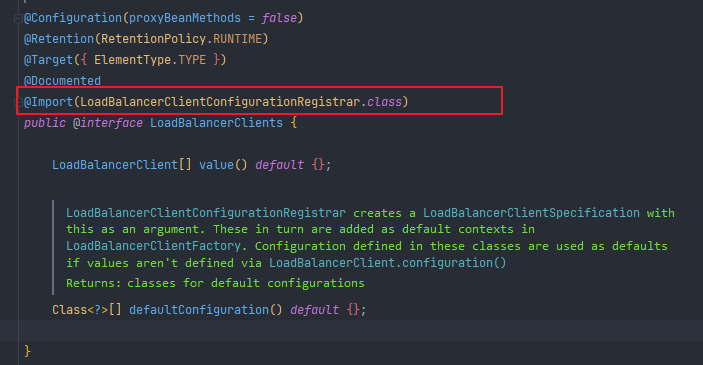 @Configuration(proxyBeanMethods = false)
@Retention(RetentionPolicy.RUNTIME)
@Target({ ElementType.TYPE })
@Documented
@Import(LoadBalancerClientConfigurationRegistrar.class)
public @interface LoadBalancerClients {
LoadBalancerClient[] value() default {};
LoadBalancerClientConfigurationRegistrar creates a LoadBalancerClientSpecification with
this as an argument. These in turn are added as default contexts in
LoadBalancerClientFactory. Configuration defined in these classes are used as defaults
if values aren't defined via LoadBalancerClient.configuration()
Returns: classes for default configurations
Class<?>[] defaultConfiguration() default {};
}